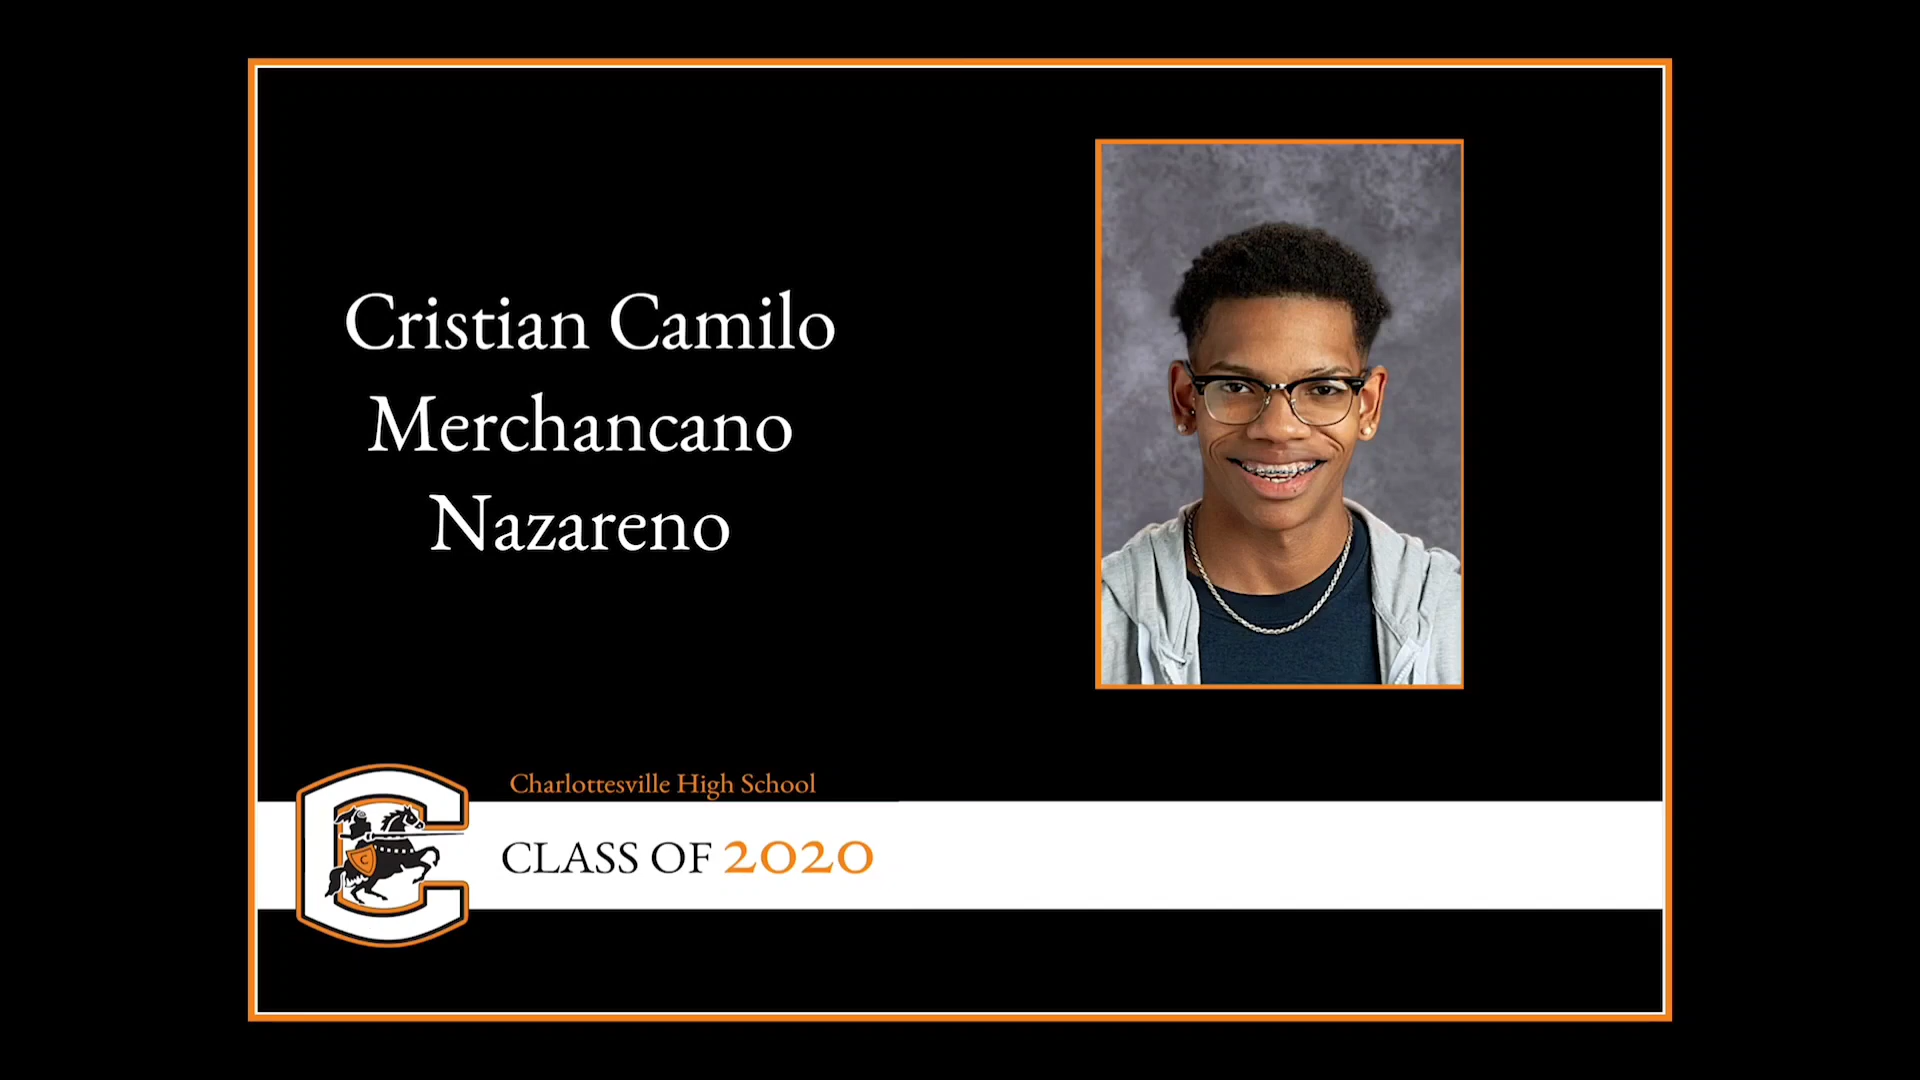 Cristian Camilo
Merchancano
Nazareno
Charlottesville High School
CLASS OF 2020
C